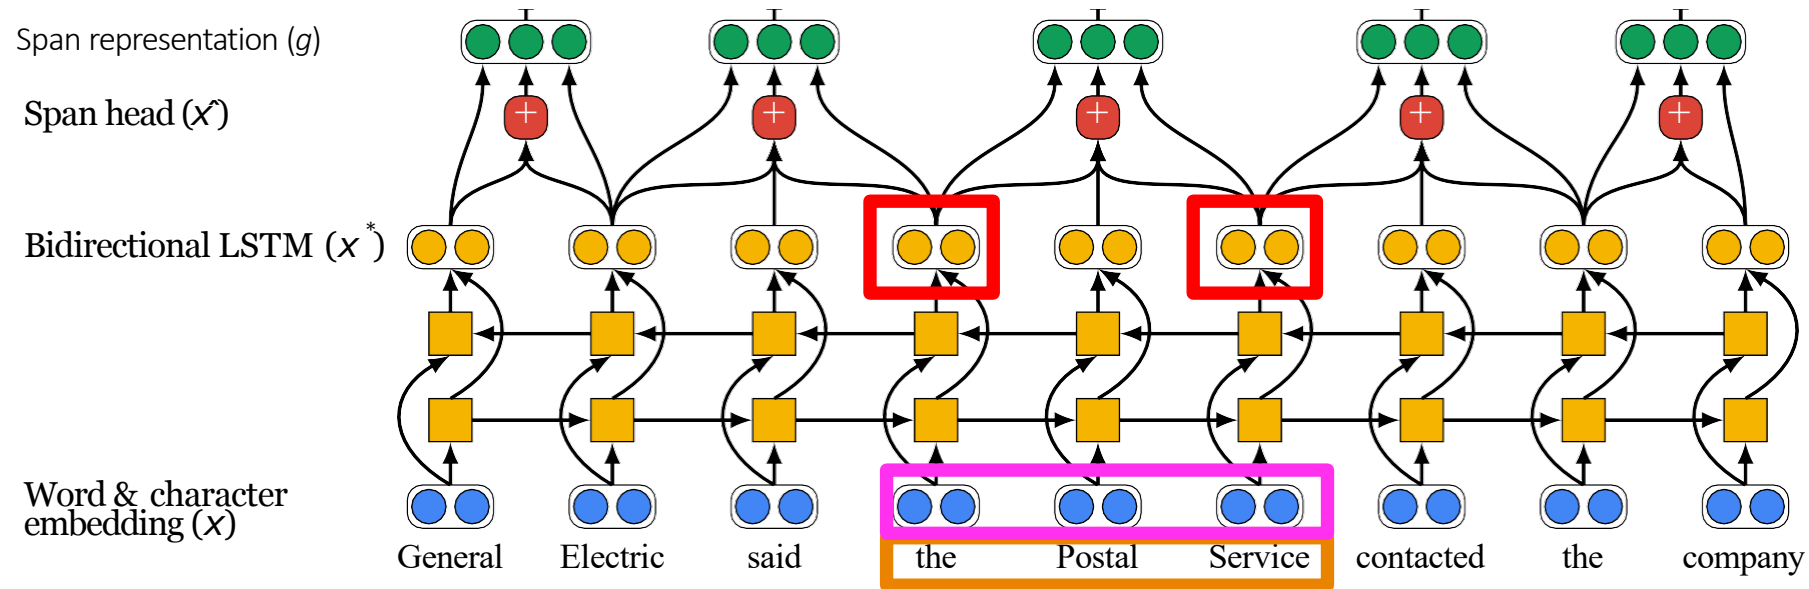 Span representation (g)
+ + + + +
Span head (x̂)
Bidirectional LSTM (x*)
Word & character
embedding (x)
General Electric said the Postal Service contacted the company